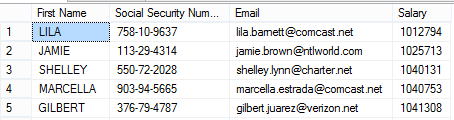 First Name Social Security Num... Email Salary
1 LILA 758-10-9637 lila.barnett@comcast.net 1012794
2 JAMIE 113-29-4314 jamie.brown@ntlworld.com 1025713
3 SHELLEY 550-72-2028 shelley.lynn@charter.net 1040131
4 MARCELLA 903-94-5665 marcella.estrada@comcast.net 1040753
5 GILBERT 376-79-4787 gilbert.juarez@verizon.net 1041308